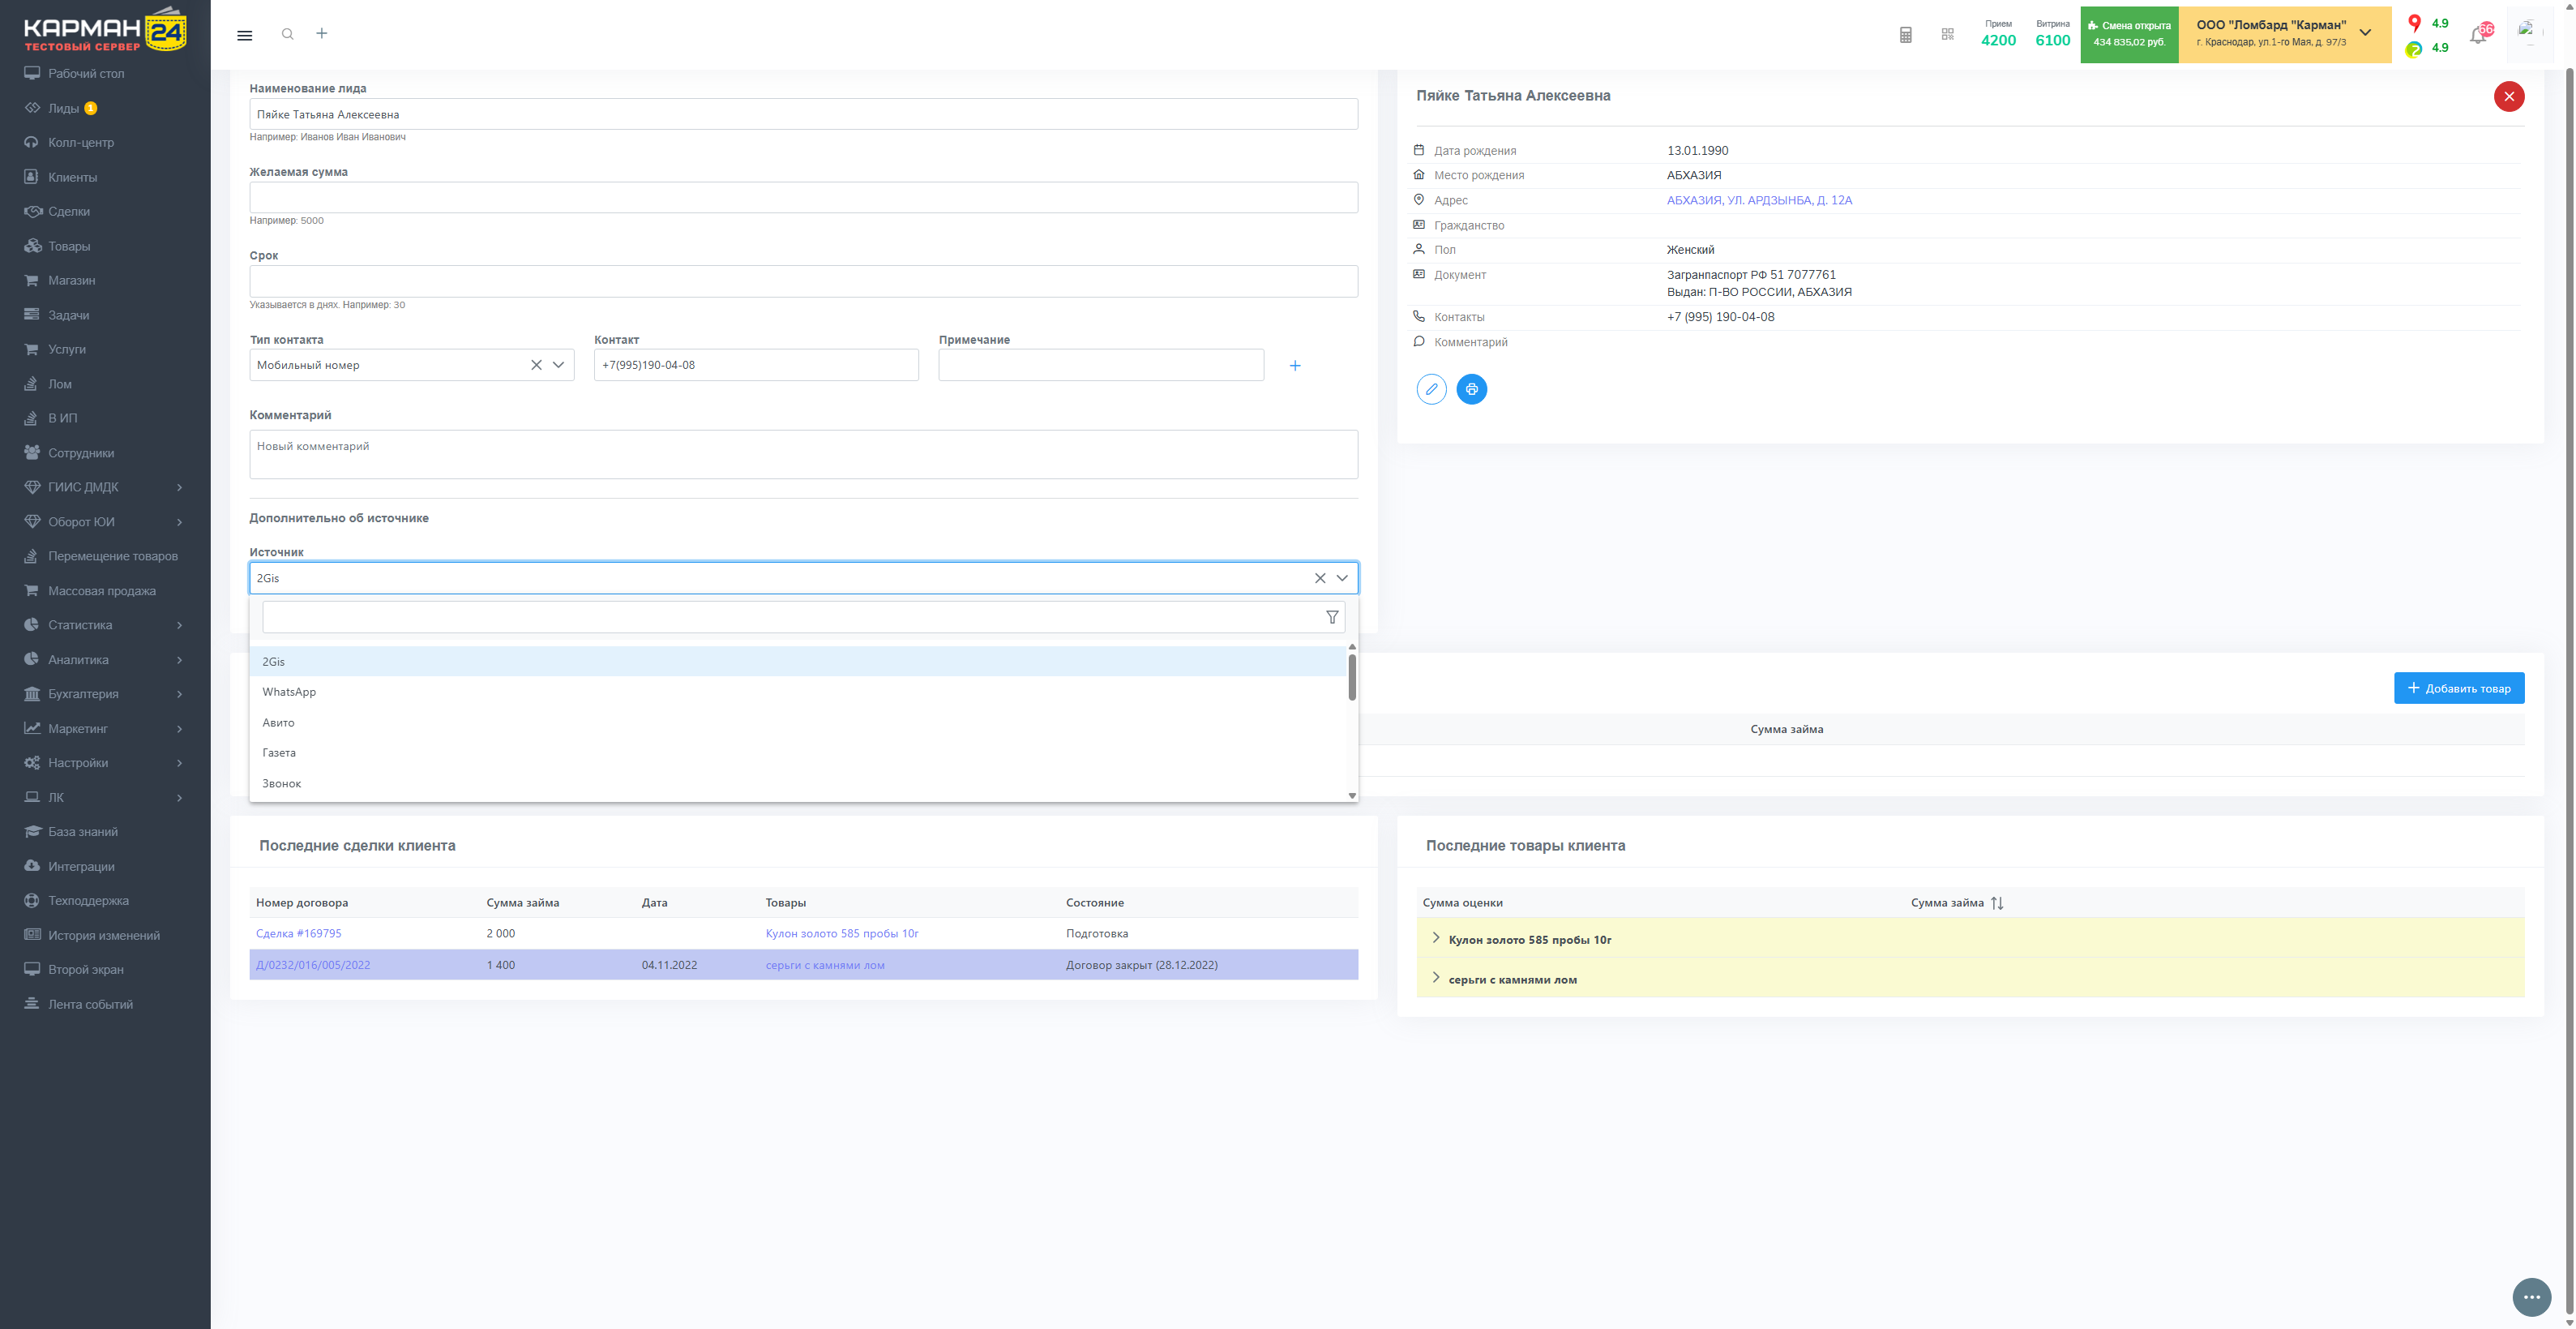 КАРМАН 24
ТЕСТОВЫЙ СЕРВЕР
Рабочий стол
Лиды 1
Колл-центр
Клиенты
Сделки
Товары
Магазин
Задачи
Услуги
Лом
В ИП
Сотрудники
ГИИС ДМДК
Оборот ЮИ
Перемещение товаров
Массовая продажа
Статистика
Аналитика
Бухгалтерия
Маркетинг
Настройки
ЛК
База знаний
Интеграции
Техподдержка
История изменений
Второй экран
Лента событий
Прием
4200
Витрина
6100
Смена открыта
434 835,02 руб.
ООО "Ломбард "Карман"
г. Краснодар, ул.1-го Мая, д. 97/3
4.9
4.9
Наименование лида
Пяйке Татьяна Алексеевна
Например: Иванов Иван Иванович
Желаемая сумма
Например: 5000
Срок
Указывается в днях. Например: 30
Тип контакта
Контакт
Примечание
Мобильный номер
+7(995)190-04-08
Комментарий
Новый комментарий
Дополнительно об источнике
Источник
2Gis
2Gis
WhatsApp
Авито
Газета
Звонок
Пяйке Татьяна Алексеевна
Дата рождения 13.01.1990
Место рождения АБХАЗИЯ
Адрес АБХАЗИЯ, УЛ. АРДЗЫНБА, Д. 12А
Гражданство
Пол Женский
Документ Загранпаспорт РФ 51 7077761
Выдан: П-ВО РОССИИ, АБХАЗИЯ
Контакты +7 (995) 190-04-08
Комментарий
Добавить товар
Сумма займа
Последние сделки клиента
Номер договора Сумма займа Дата Товары Состояние
Сделка #169795 2 000 Кулон золото 585 пробы 10г Подготовка
Д/0232/016/005/2022 1 400 04.11.2022 серьги с камнями лом Договор закрыт (28.12.2022)
Последние товары клиента
Сумма оценки Сумма займа
Кулон золото 585 пробы 10г
серьги с камнями лом